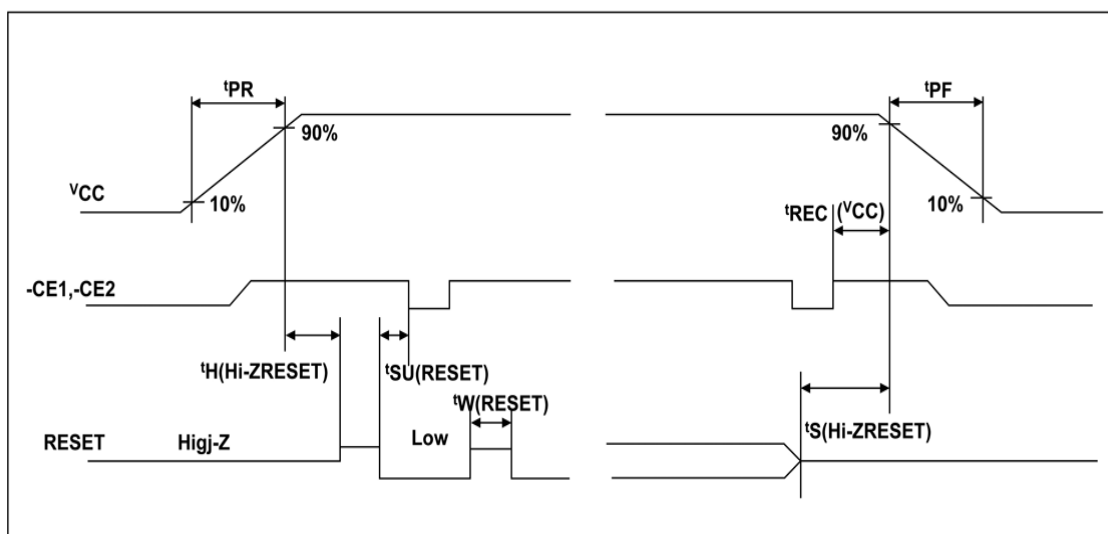 tPR
tPF
90%
90%
VCC
10%
10%
tREC (VCC)
-CE1,-CE2
tH(Hi-ZRESET)
tSU(RESET)
tW(RESET)
tS(Hi-ZRESET)
RESET
Higj-Z
Low